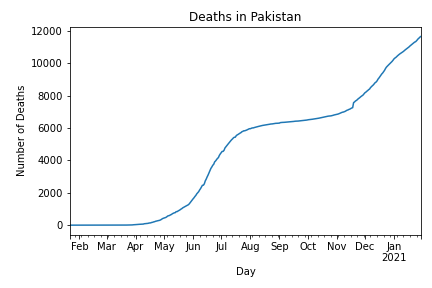 Deaths in Pakistan
12000
10000
8000
6000
4000
2000
0
Number of Deaths
Feb Mar Apr May Jun Jul Aug Sep Oct Nov Dec Jan
2021
Day